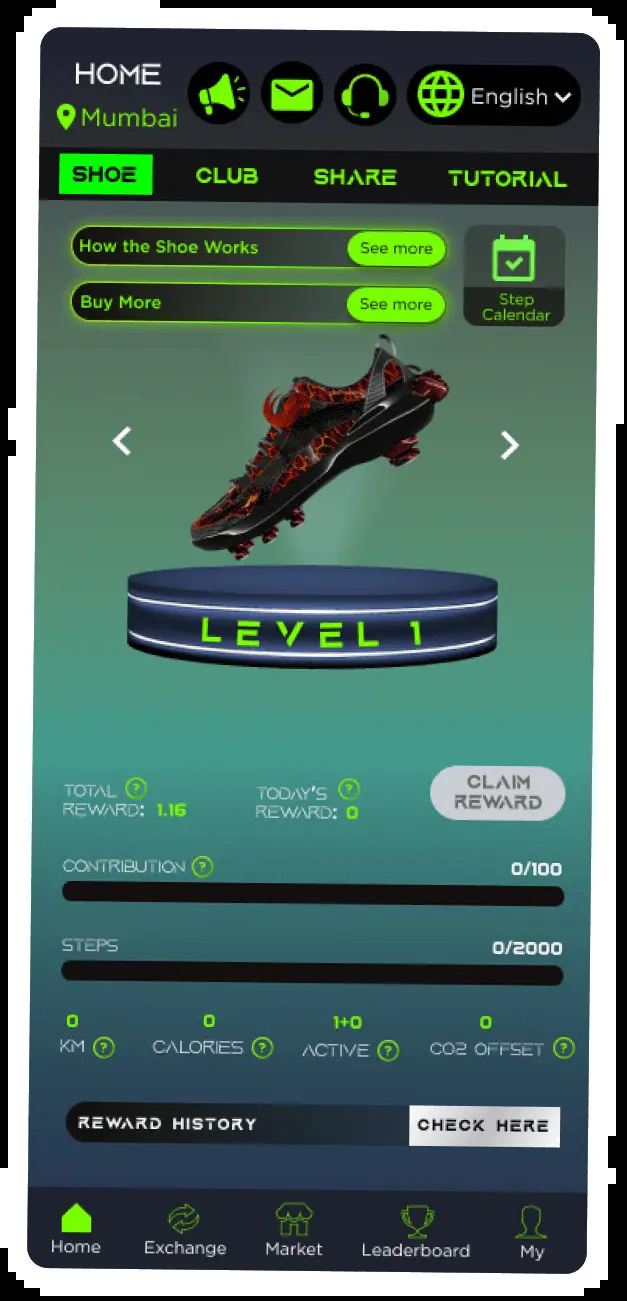 HOME
Mumbai
English
SHOE CLUB SHARE TUTORIAL
How the Shoe Works See more
Buy More See more
Step
Calendar
LEVEL 1
TOTAL ?
REWARD: 1.16
TODAY'S ?
REWARD: 0
CLAIM
REWARD
CONTRIBUTION ? 0/100
STEPS 0/2000
0 0 1+0 0
KM ? CALORIES ? ACTIVE ? CO2 OFFSET ?
REWARD HISTORY CHECK HERE
Home Exchange Market Leaderboard My